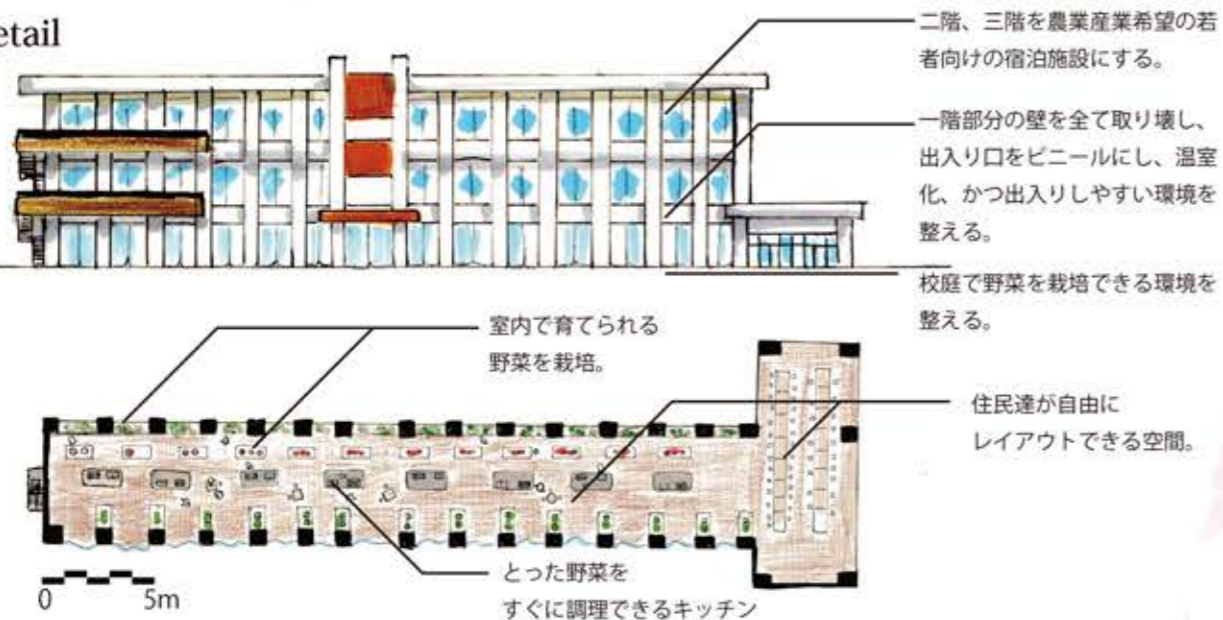 etail
二階、三階を農業産業希望の若
者向けの宿泊施設にする。
一階部分の壁を全て取り壊し、
出入り口をビニールにし、温室
化、かつ出入りしやすい環境を
整える。
校庭で野菜を栽培できる環境を
整える。
室内で育てられる
野菜を栽培。
住民達が自由に
レイアウトできる空間。
とった野菜を
すぐに調理できるキッチン
0 5m